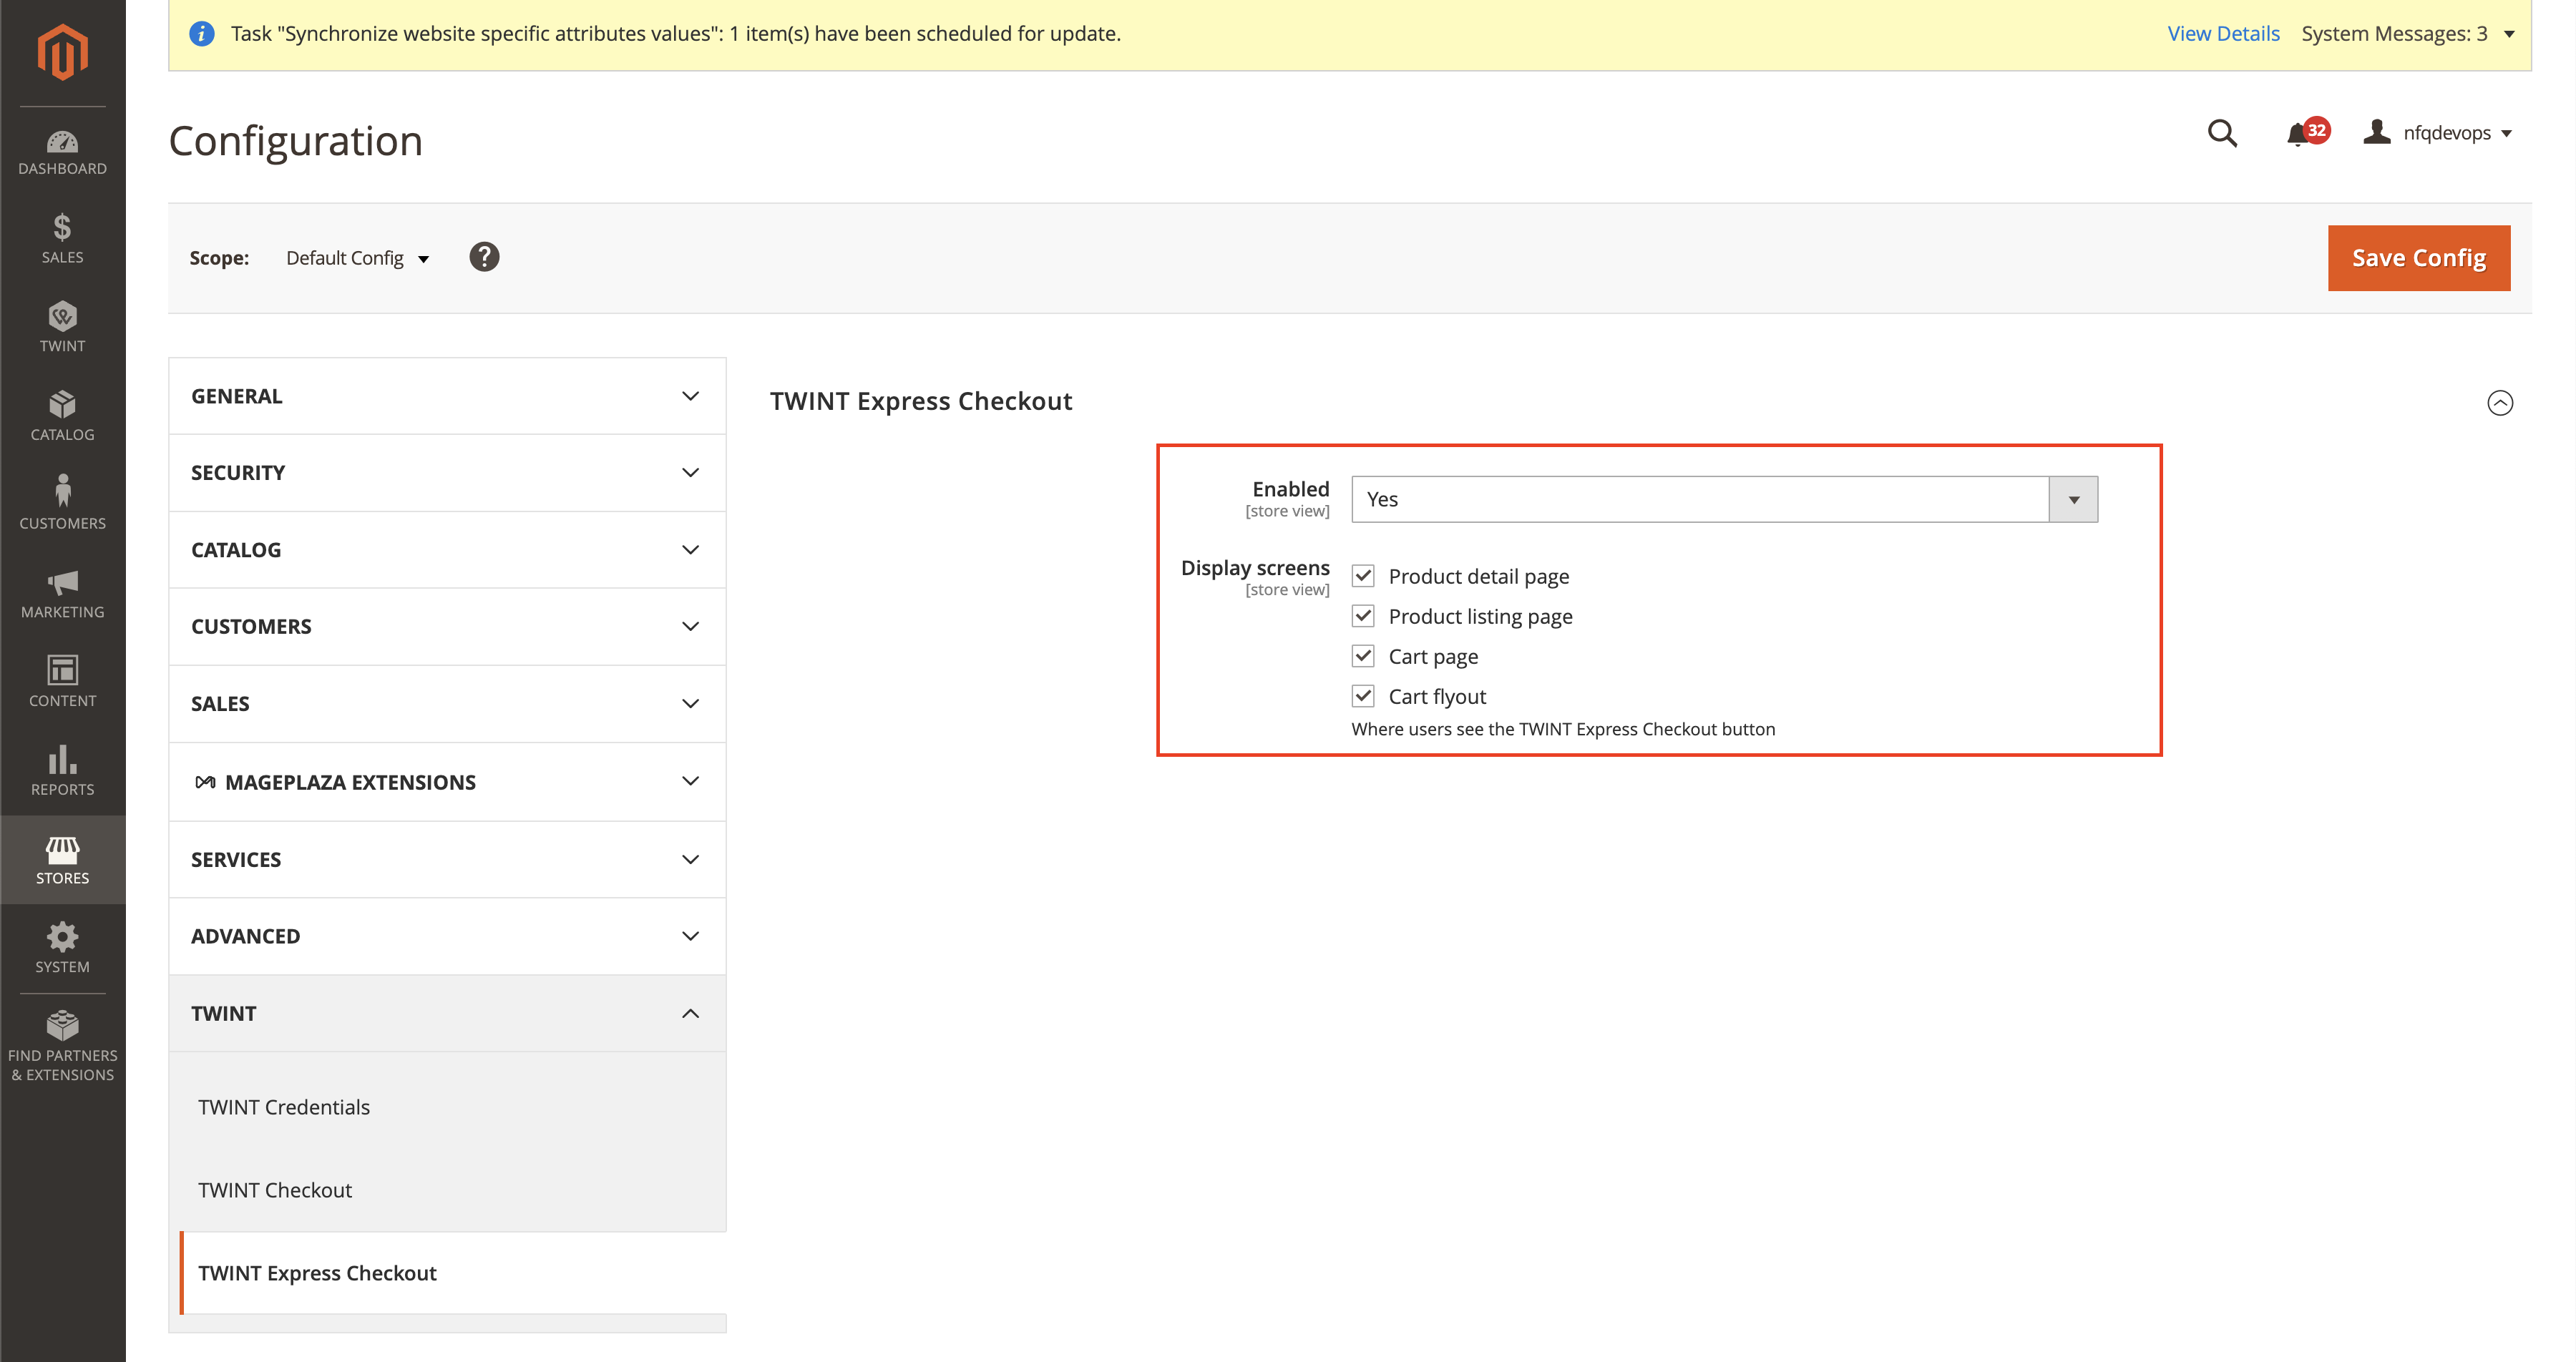 Task "Synchronize website specific attributes values": 1 item(s) have been scheduled for update.
View Details
System Messages: 3
Configuration
32
nfqdevops
Scope:
Default Config
?
Save Config
DASHBOARD
SALES
TWINT
CATALOG
CUSTOMERS
MARKETING
CONTENT
REPORTS
STORES
SYSTEM
FIND PARTNERS
& EXTENSIONS
GENERAL
SECURITY
CATALOG
CUSTOMERS
SALES
MAGEPLAZA EXTENSIONS
SERVICES
ADVANCED
TWINT
TWINT Credentials
TWINT Checkout
TWINT Express Checkout
TWINT Express Checkout
Enabled
[store view]
Yes
Display screens
[store view]
Product detail page
Product listing page
Cart page
Cart flyout
Where users see the TWINT Express Checkout button